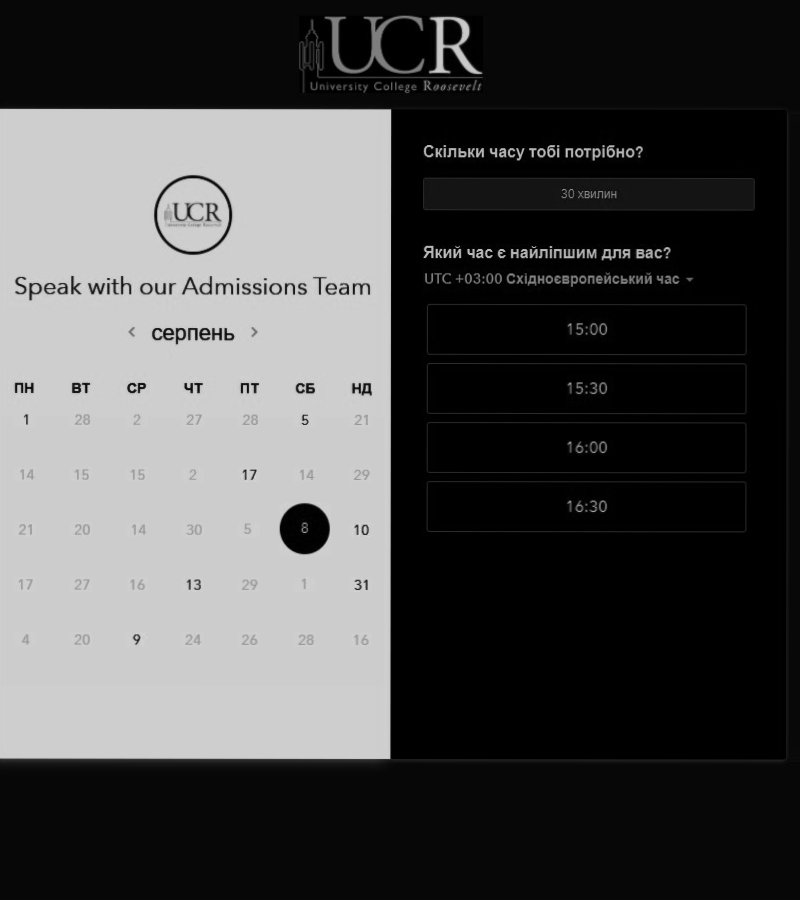 UCR
University College Roosevelt
UCR
University College Roosevelt
Speak with our Admissions Team
серпень
ПН ВТ СР ЧТ ПТ СБ НД
1 28 2 27 28 5 21
14 15 15 2 17 14 29
21 20 14 30 5 8 10
17 27 16 13 29 1 31
4 20 9 24 26 28 16
Скільки часу тобі потрібно?
30 хвилин
Який час є найліпшим для вас?
UTC +03:00 Східноєвропейський час
15:00
15:30
16:00
16:30